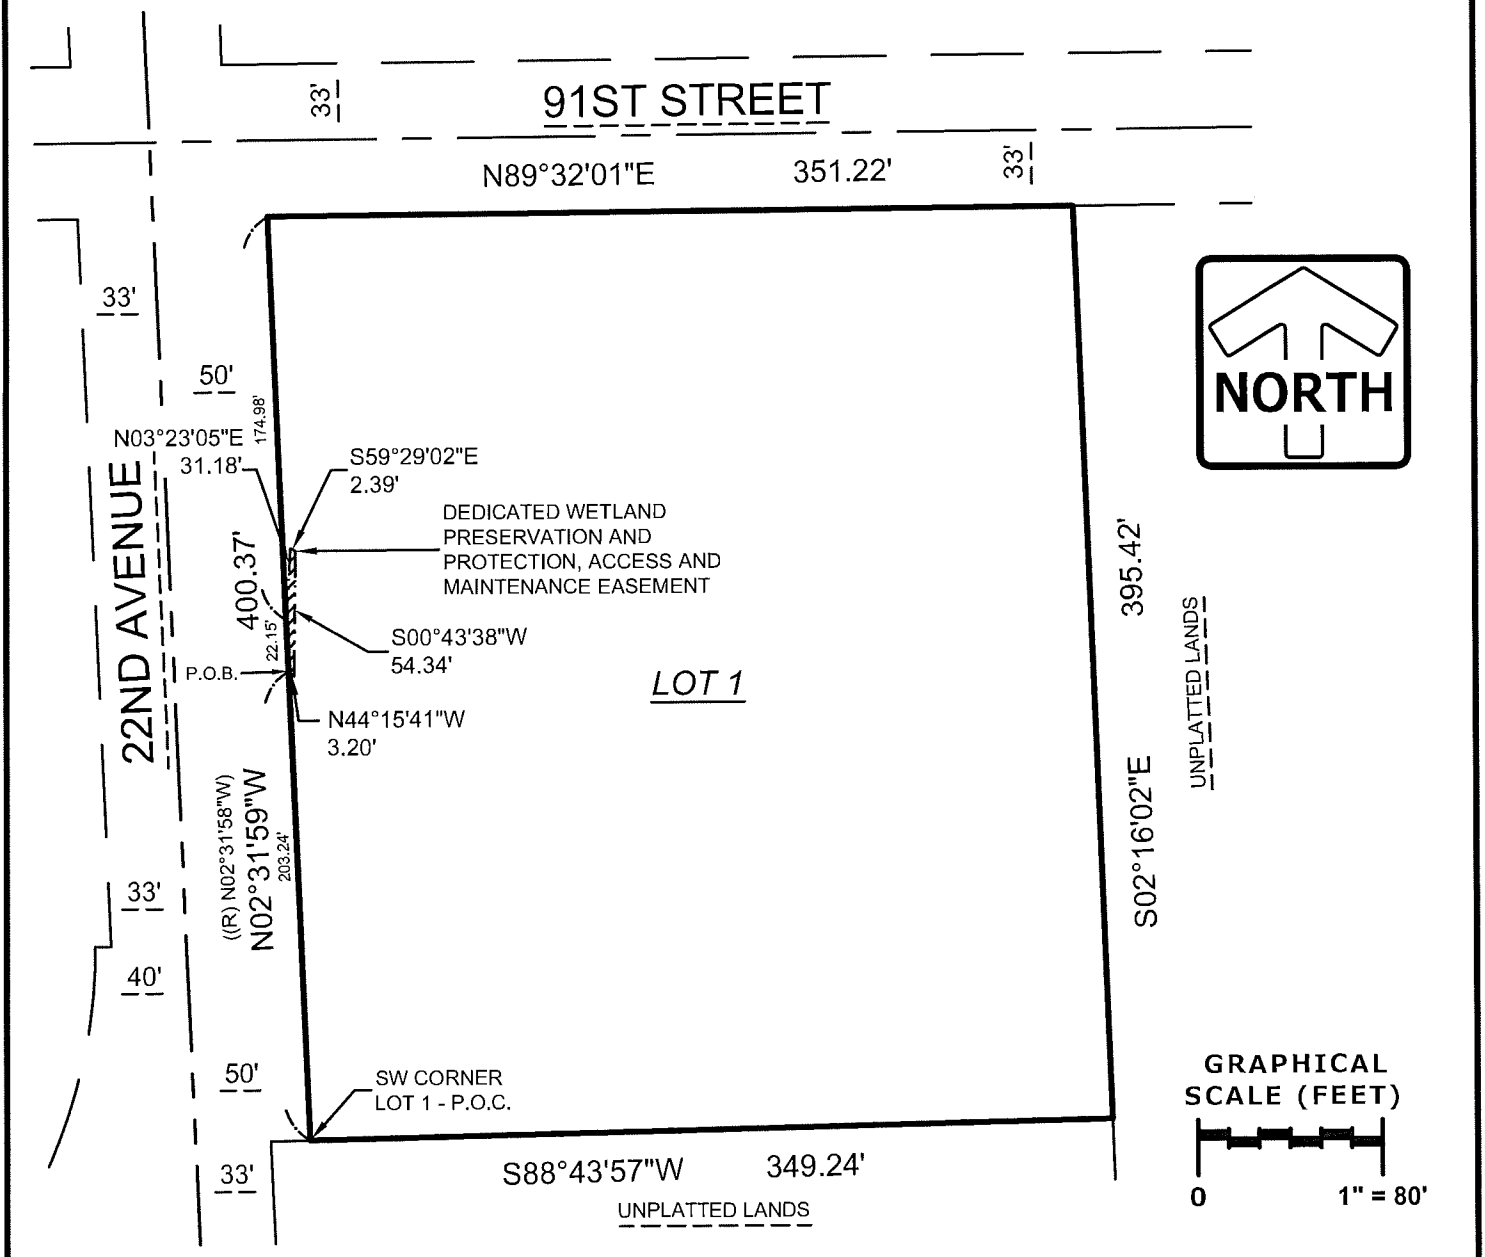 33'
91ST STREET
N89°32'01"E 351.22'
33'
33'
50'
174.98'
N03°23'05"E
31.18'
S59°29'02"E
2.39'
DEDICATED WETLAND
PRESERVATION AND
PROTECTION, ACCESS AND
MAINTENANCE EASEMENT
22ND AVENUE
400.37'
22.15'
S00°43'38"W
54.34'
P.O.B.
N44°15'41"W
3.20'
LOT 1
NORTH
395.42'
S02°16'02"E
UNPLATTED LANDS
((R) N02°31'58"W)
N02°31'59"W
203.24'
33'
40'
50'
SW CORNER
LOT 1 - P.O.C.
33'
S88°43'57"W 349.24'
UNPLATTED LANDS
GRAPHICAL
SCALE (FEET)
0 1" = 80'